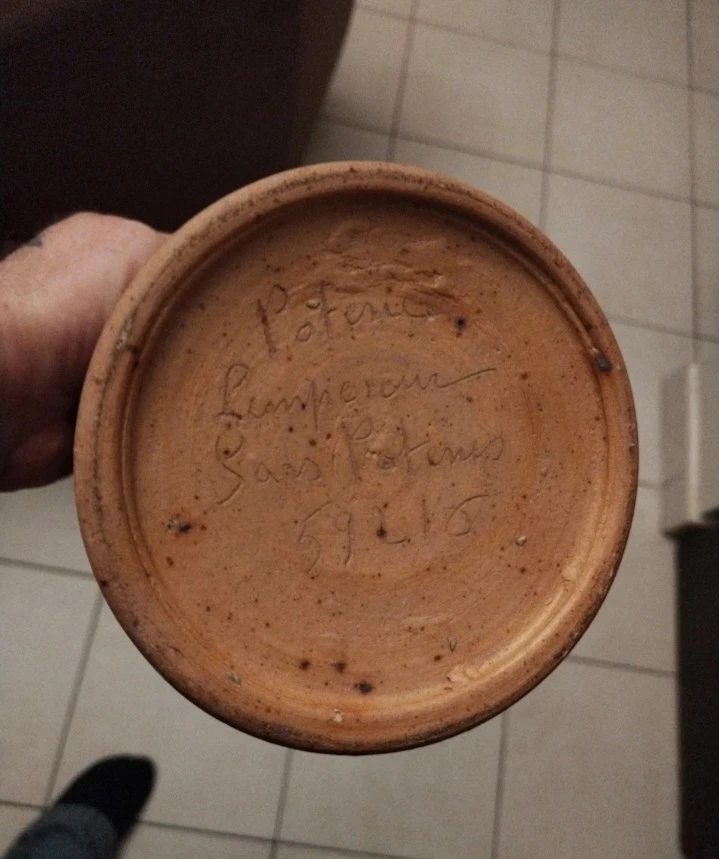 Poterie
Lempereur
Sars Poteries
59216